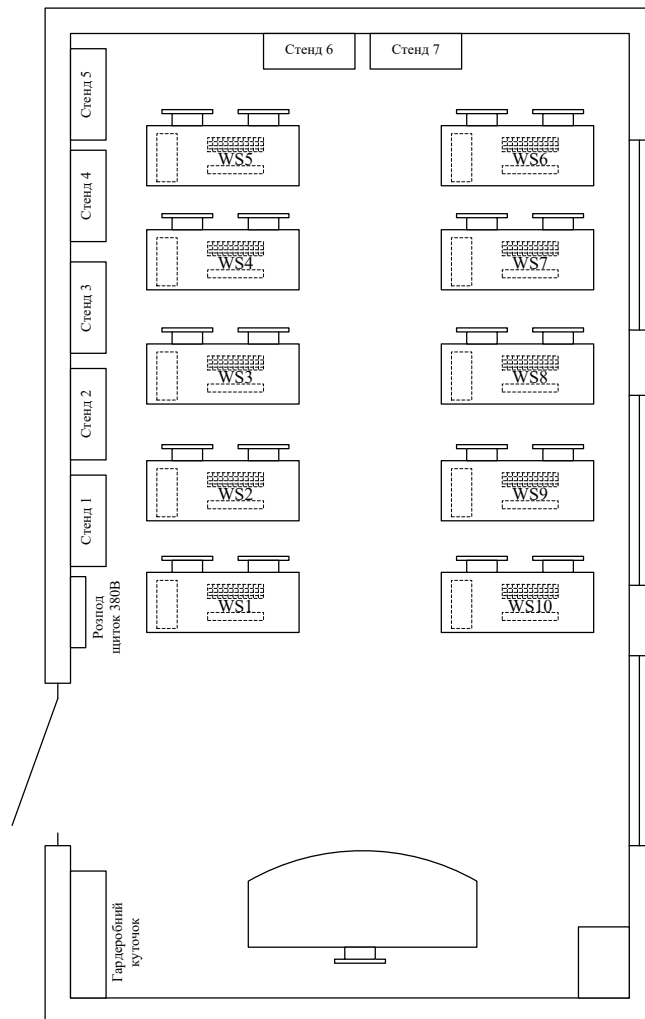 Стенд 6
Стенд 7
Стенд 5
Стенд 4
Стенд 3
Стенд 2
Стенд 1
WS5
WS6
WS4
WS7
WS3
WS8
WS2
WS9
WS1
WS10
Розпод
щиток 380В
Гардеробний
куточок